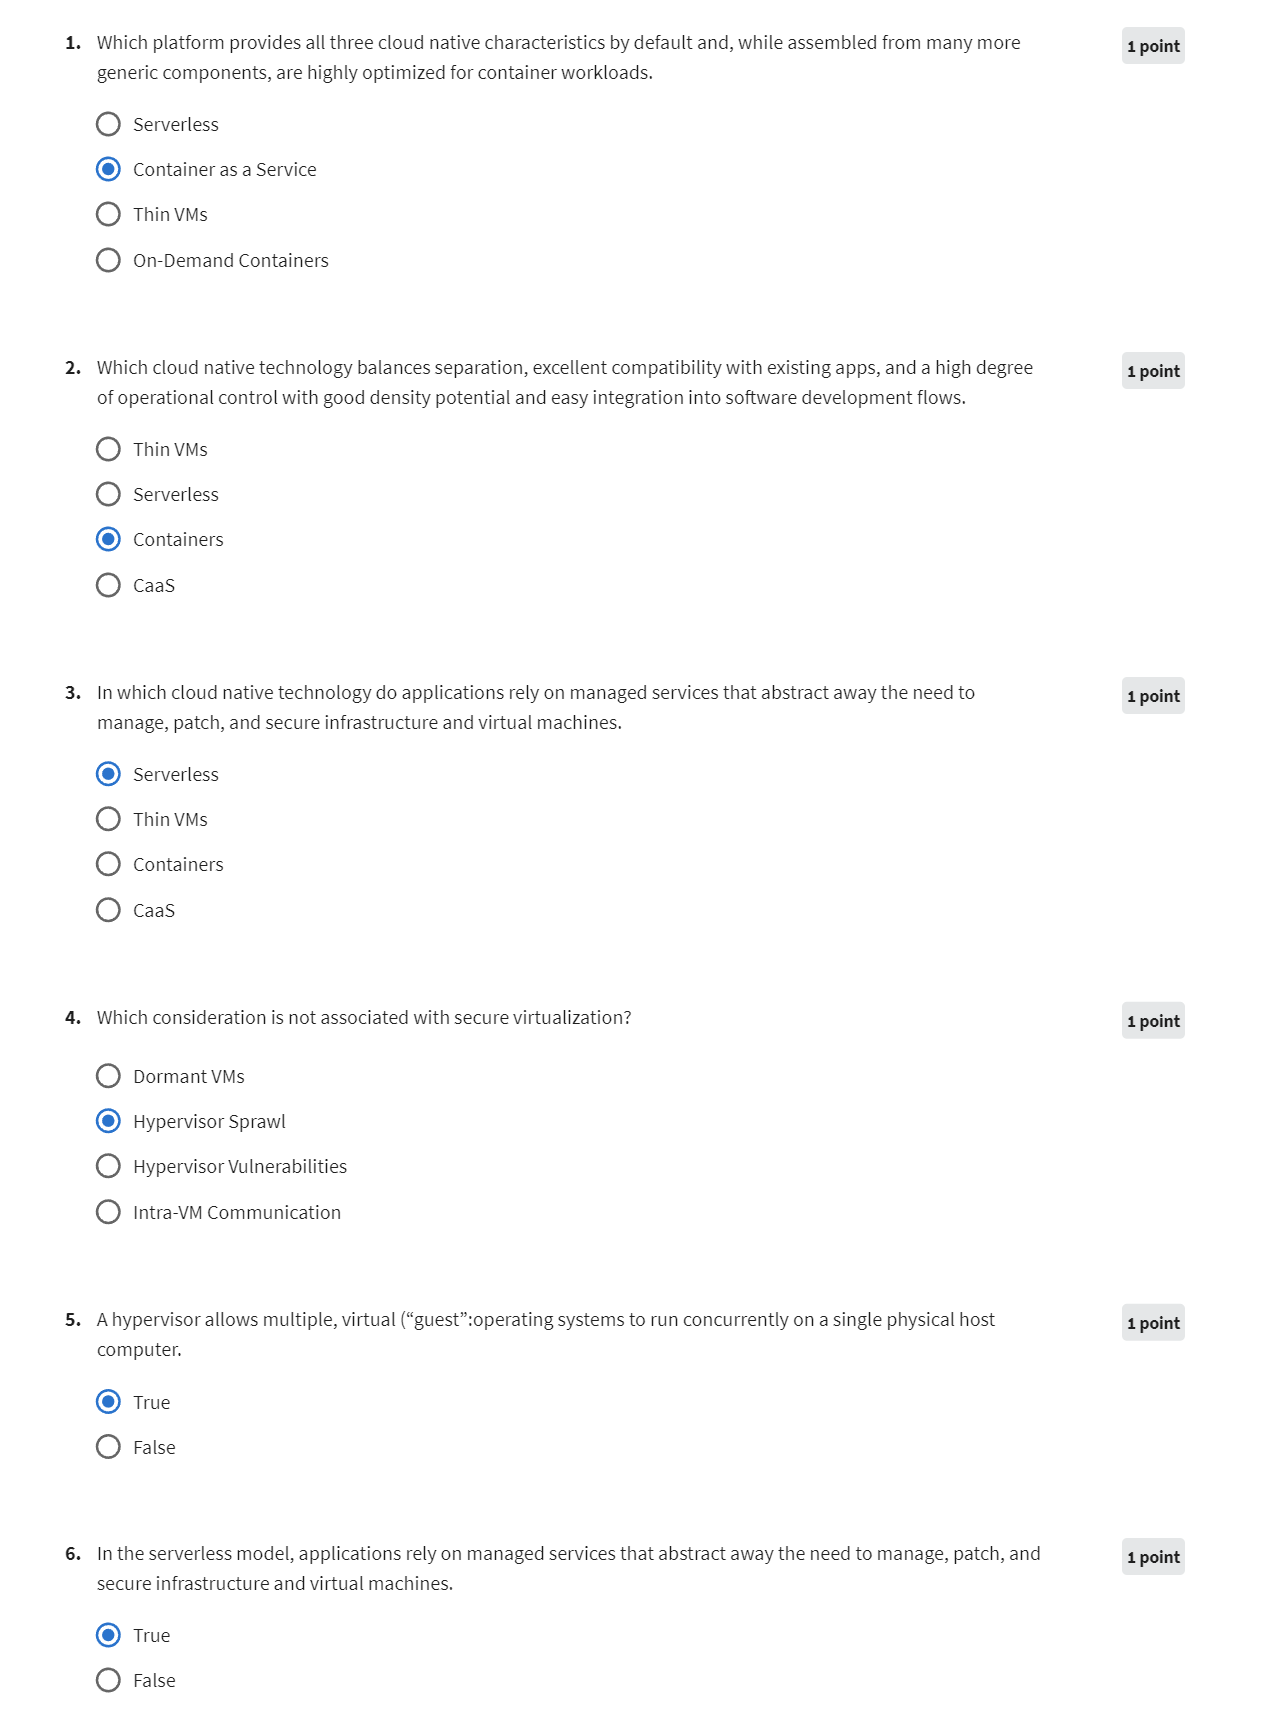 1. Which platform provides all three cloud native characteristics by default and, while assembled from many more
1 point
generic components, are highly optimized for container workloads.
Serverless
Container as a Service
Thin VMs
On-Demand Containers
2. Which cloud native technology balances separation, excellent compatibility with existing apps, and a high degree
1 point
of operational control with good density potential and easy integration into software development flows.
Thin VMs
Serverless
Containers
CaaS
3. In which cloud native technology do applications rely on managed services that abstract away the need to
1 point
manage, patch, and secure infrastructure and virtual machines.
Serverless
Thin VMs
Containers
CaaS
4. Which consideration is not associated with secure virtualization?
1 point
Dormant VMs
Hypervisor Sprawl
Hypervisor Vulnerabilities
Intra-VM Communication
5. A hypervisor allows multiple, virtual (“guest”:operating systems to run concurrently on a single physical host
1 point
computer.
True
False
6. In the serverless model, applications rely on managed services that abstract away the need to manage, patch, and
1 point
secure infrastructure and virtual machines.
True
False